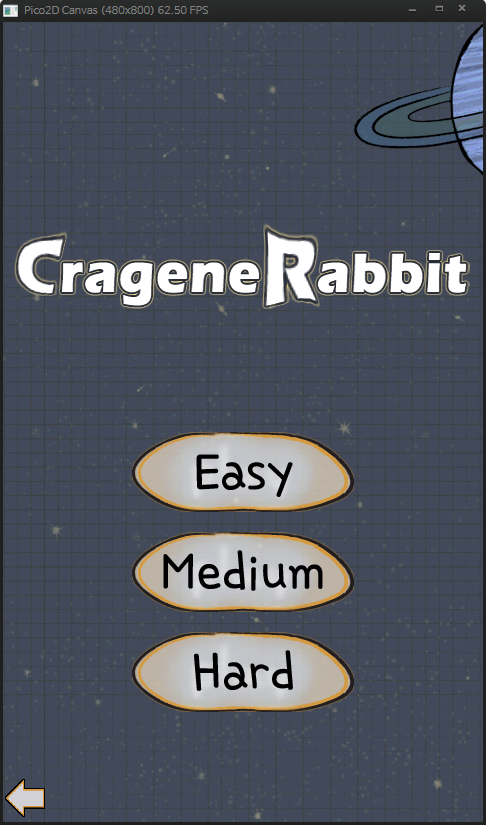 Pico2D Canvas (480x800) 62.50 FPS
CrageneRabbit
Easy
Medium
Hard